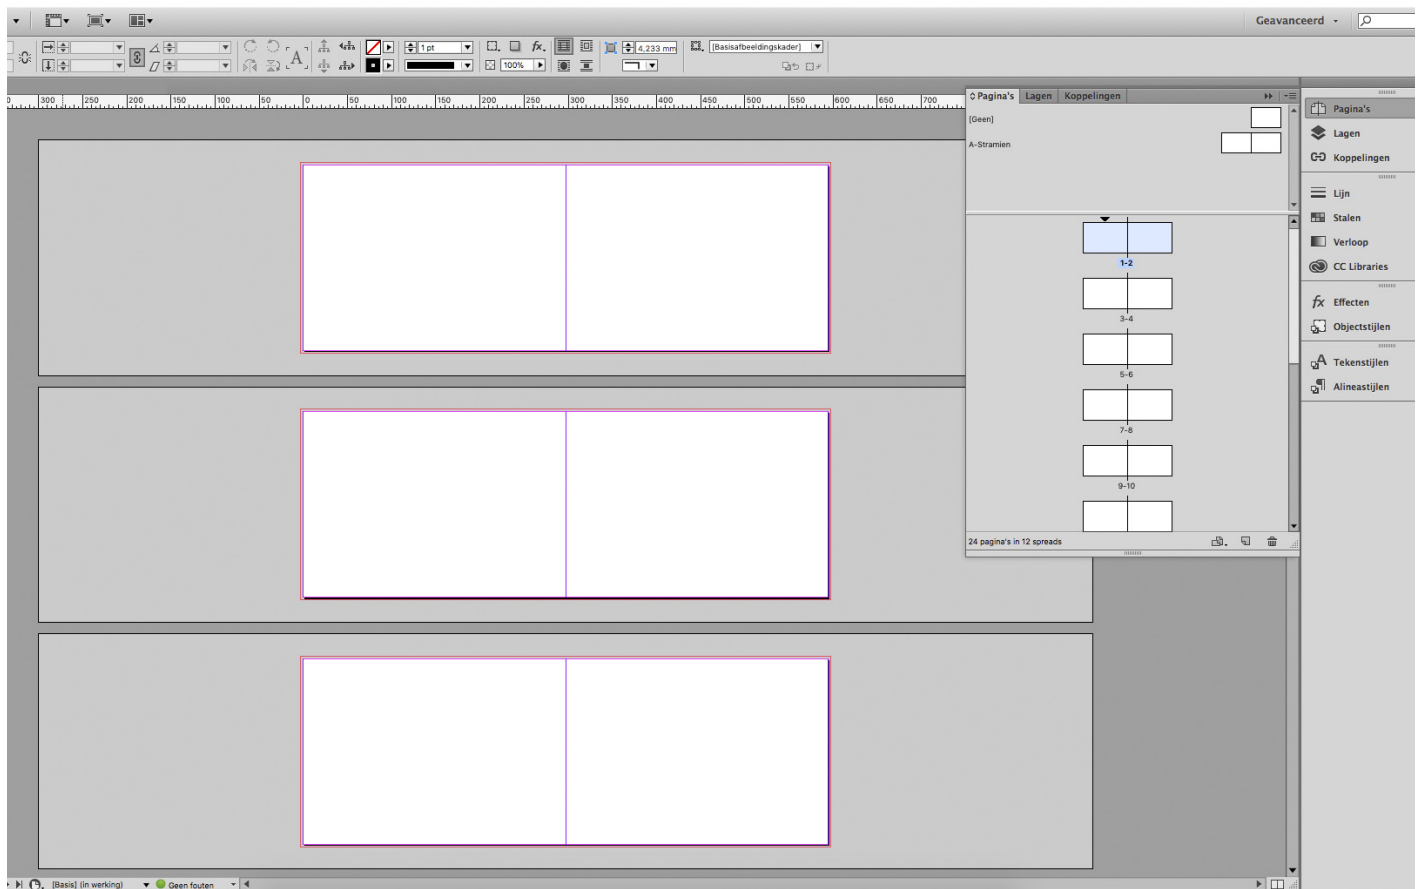 Geavanceerd
1 pt
fx.
4,233 mm
[Basisafbeeldingskader]
A
100%
300 250 200 150 100 50 0 50 100 150 200 250 300 350 400 450 500 550 600 650 700
Pagina's Lagen Koppelingen
[Geen]
A-Stramien
1-2
3-4
5-6
7-8
9-10
24 pagina's in 12 spreads
Pagina's
Lagen
Koppelingen
Lijn
Stalen
Verloop
CC Libraries
fx Effecten
Objectstijlen
A Tekenstijlen
¶ Alineastijlen
[Basis] (in werking) Geen fouten